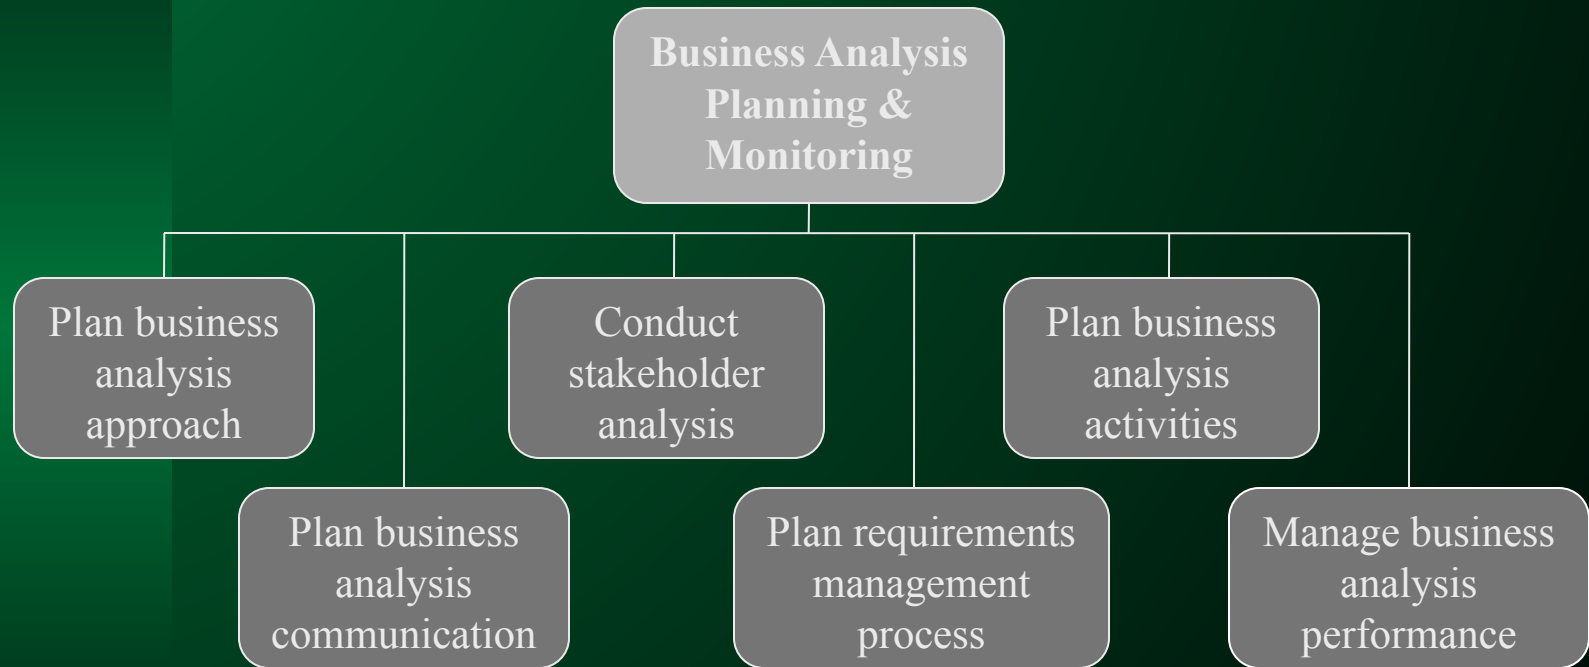 Business Analysis
Planning &
Monitoring
Plan business
analysis
approach
Conduct
stakeholder
analysis
Plan business
analysis
activities
Plan business
analysis
communication
Plan requirements
management
process
Manage business
analysis
performance